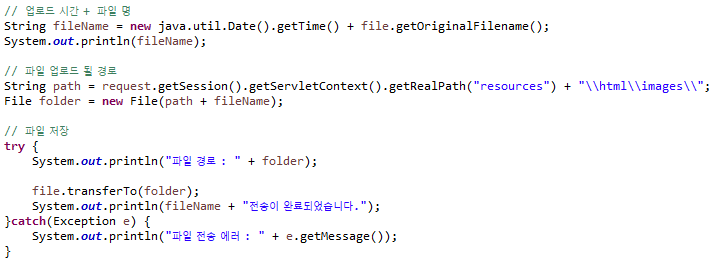 // 업로드 시간 + 파일 명
String fileName = new java.util.Date().getTime() + file.getOriginalFilename();
System.out.println(fileName);
// 파일 업로드 될 경로
String path = request.getSession().getServletContext().getRealPath("resources") + "\\html\\images\\";
File folder = new File(path + fileName);
// 파일 저장
try {
System.out.println("파일 경로 : " + folder);
file.transferTo(folder);
System.out.println(fileName + "전송이 완료되었습니다.");
}catch(Exception e) {
System.out.println("파일 전송 에러 : " + e.getMessage());
}